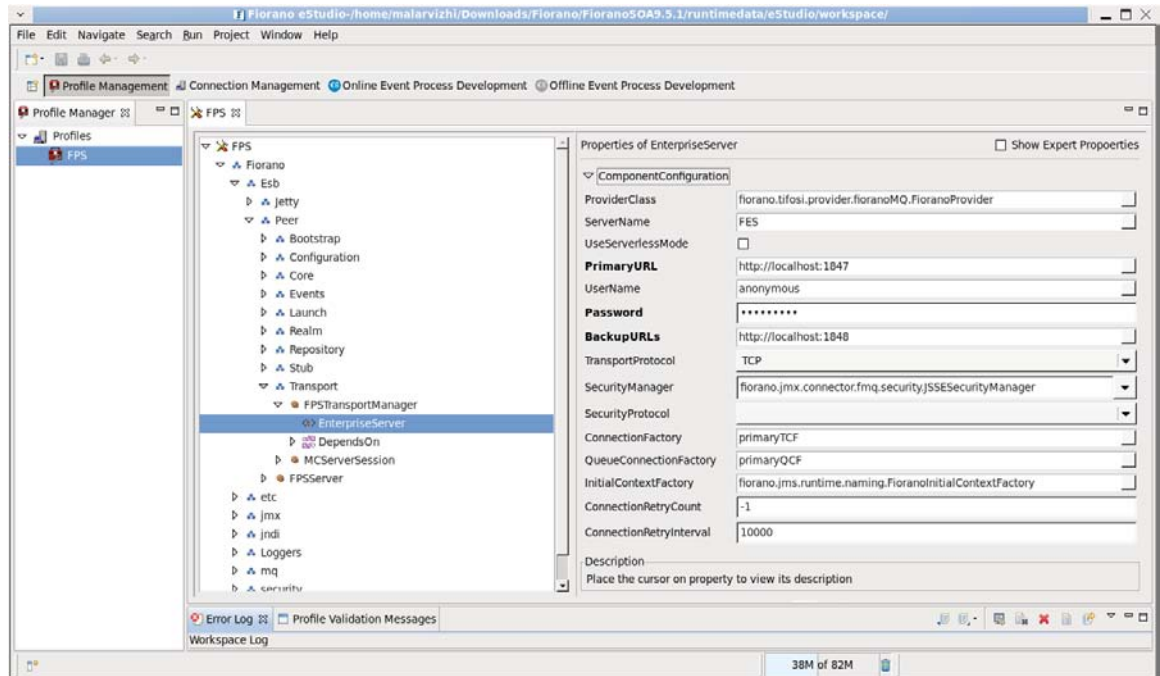 Fiorano eStudio-/home/malarvizhi/Downloads/Fiorano/FioranoSOA9.5.1/runtimedata/eStudio/workspace/
File Edit Navigate Search Run Project Window Help
Profile Management Connection Management Online Event Process Development Offline Event Process Development
Profile Manager
Profiles
FPS
FPS
FPS
Fiorano
Esb
Jetty
Peer
Bootstrap
Configuration
Core
Events
Launch
Realm
Repository
Stub
Transport
FPSTransportManager
EnterpriseServer
DependsOn
MCServerSession
FPSServer
etc
jmx
jndi
Loggers
mq
security
Properties of EnterpriseServer Show Expert Propoerties
ComponentConfiguration
ProviderClass fiorano.tifosi.provider.fioranoMQ.FioranoProvider
ServerName FES
UseServerlessMode
PrimaryURL http://localhost:1847
UserName anonymous
Password •••••••••
BackupURLs http://localhost:1848
TransportProtocol TCP
SecurityManager fiorano.jmx.connector.fmq.security.JSSESecurityManager
SecurityProtocol
ConnectionFactory primaryTCF
QueueConnectionFactory primaryQCF
InitialContextFactory fiorano.jms.runtime.naming.FioranoInitialContextFactory
ConnectionRetryCount -1
ConnectionRetryInterval 10000
Description
Place the cursor on property to view its description
Error Log Profile Validation Messages
Workspace Log
38M of 82M